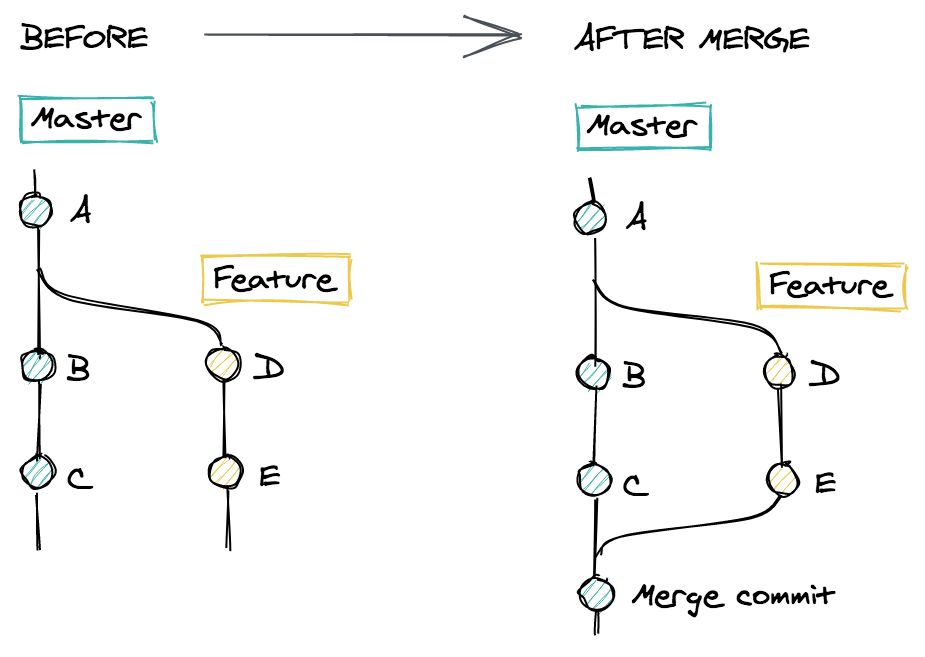 BEFORE
AFTER MERGE
Master
A
Feature
B
D
C
E
Master
A
Feature
B
D
C
E
Merge commit